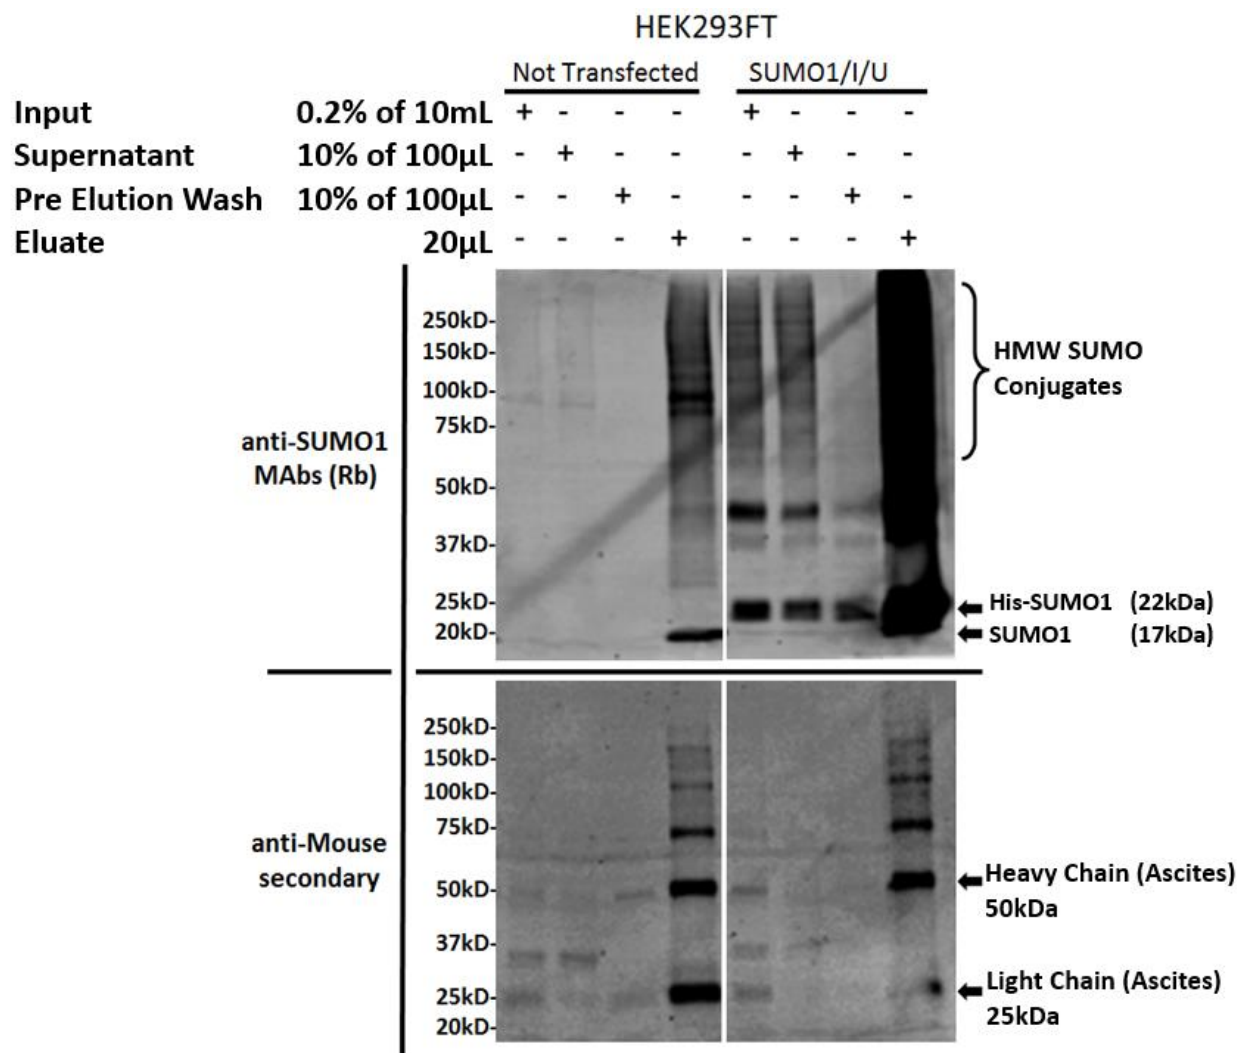 HEK293FT
Not Transfected SUMO1/I/U
Input 0.2% of 10mL + - - - + - - -
Supernatant 10% of 100µL - + - - - + - -
Pre Elution Wash 10% of 100µL - - + - - - + -
Eluate 20µL - - - + - - - +
250kD-
150kD-
100kD-
75kD-
50kD-
37kD-
25kD-
20kD-
anti-SUMO1
MAbs (Rb)
HMW SUMO
Conjugates
His-SUMO1 (22kDa)
SUMO1 (17kDa)
250kD-
150kD-
100kD-
75kD-
50kD-
37kD-
25kD-
20kD-
anti-Mouse
secondary
Heavy Chain (Ascites)
50kDa
Light Chain (Ascites)
25kDa